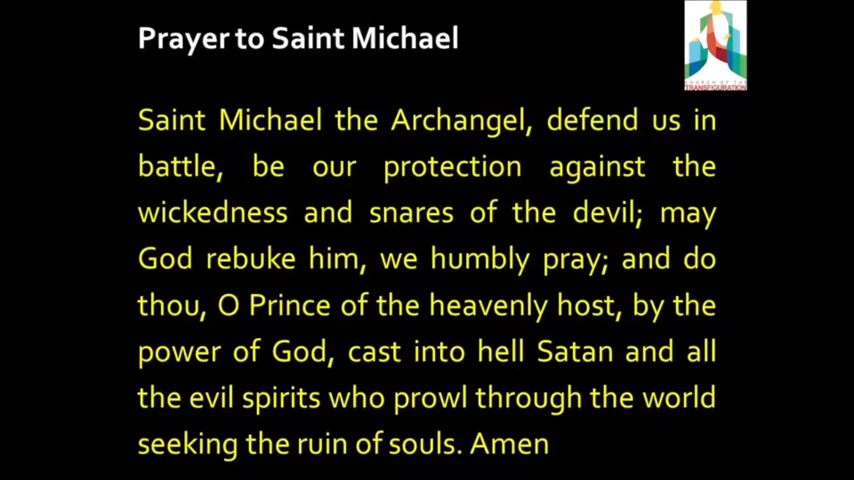 Prayer to Saint Michael
CHURCH OF THE
TRANSFIGURATION
Saint Michael the Archangel, defend us in
battle, be our protection against the
wickedness and snares of the devil; may
God rebuke him, we humbly pray; and do
thou, O Prince of the heavenly host, by the
power of God, cast into hell Satan and all
the evil spirits who prowl through the world
seeking the ruin of souls. Amen